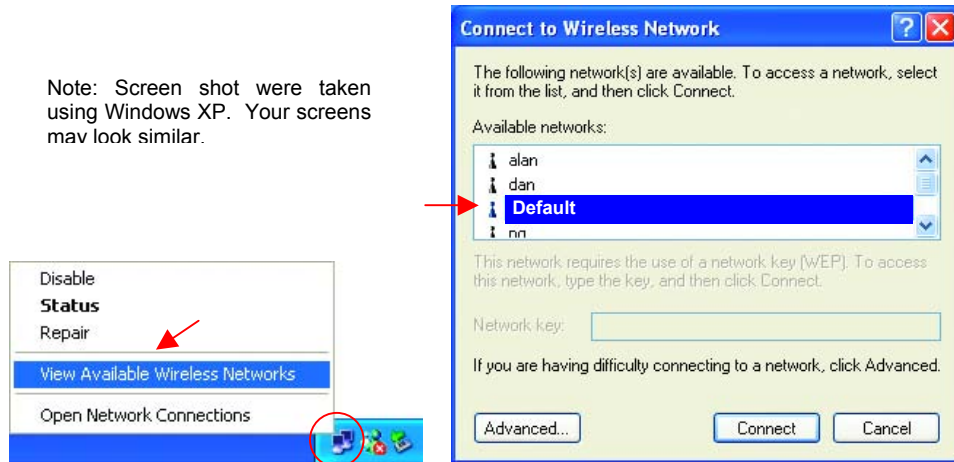 Note: Screen shot were taken
using Windows XP. Your screens
may look similar.
Disable
Status
Repair
View Available Wireless Networks
Open Network Connections
Connect to Wireless Network
The following network(s) are available. To access a network, select
it from the list, and then click Connect.
Available networks:
alan
dan
Default
ng
This network requires the use of a network key (WEP). To access
this network, type the key, and then click Connect.
Network key:
If you are having difficulty connecting to a network, click Advanced.
Advanced...
Connect
Cancel